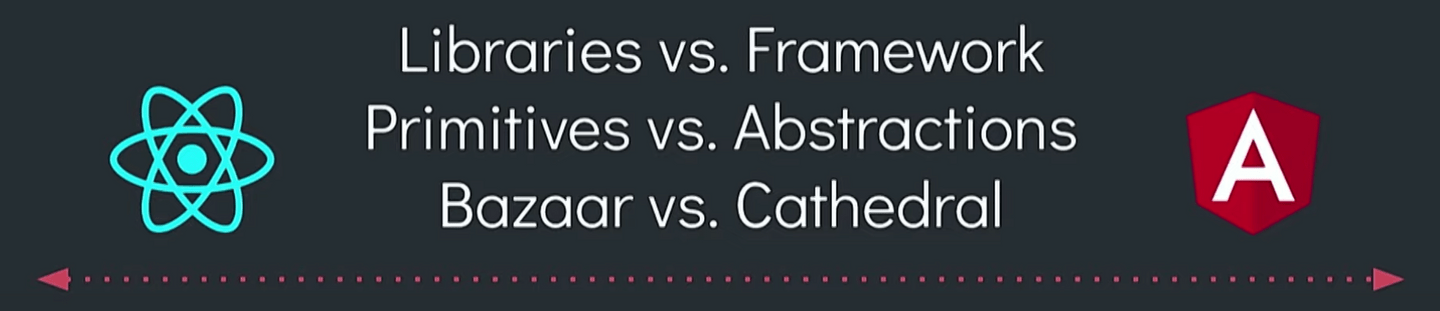 Libraries vs. Framework
Primitives vs. Abstractions
Bazaar vs. Cathedral
A